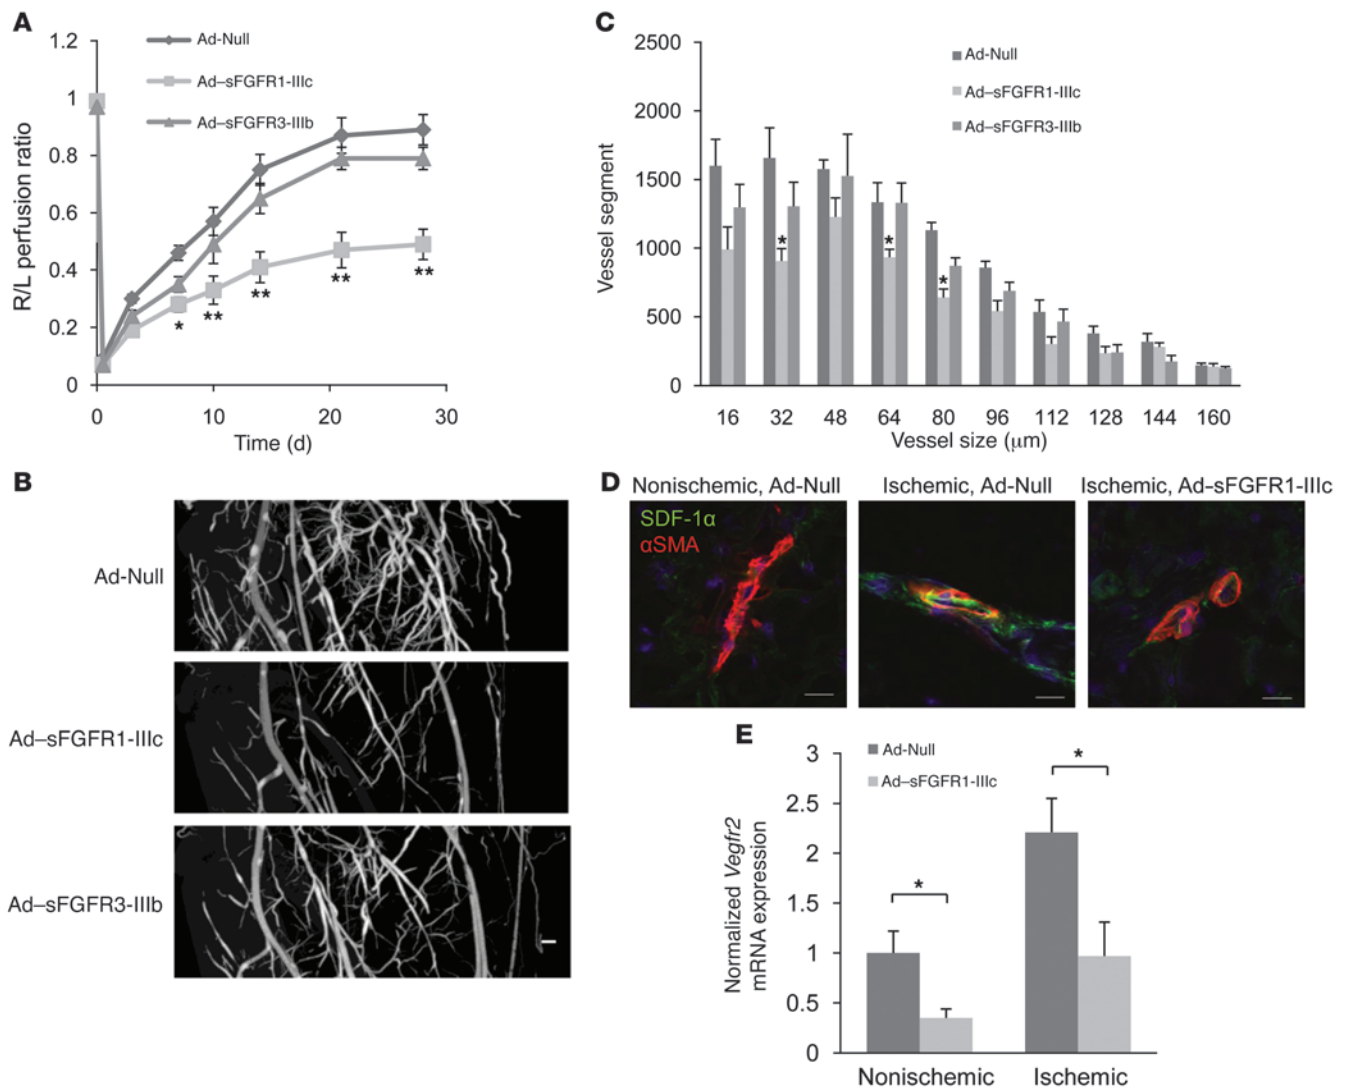 A
R/L perfusion ratio
1.2
1
0.8
0.6
0.4
0.2
0
Ad-Null
Ad–sFGFR1-IIIc
Ad–sFGFR3-IIIb
*
**
**
**
**
0 10 20 30
Time (d)
C
Vessel segment
2500
2000
1500
1000
500
0
Ad-Null
Ad–sFGFR1-IIIc
Ad–sFGFR3-IIIb
*
*
*
16 32 48 64 80 96 112 128 144 160
Vessel size (μm)
B
Ad-Null
Ad–sFGFR1-IIIc
Ad–sFGFR3-IIIb
D
Nonischemic, Ad-Null
Ischemic, Ad-Null
Ischemic, Ad-sFGFR1-IIIc
SDF-1α
αSMA
E
Normalized Vegfr2
mRNA expression
3
2.5
2
1.5
1
0.5
0
Ad-Null
Ad–sFGFR1-IIIc
*
*
Nonischemic Ischemic